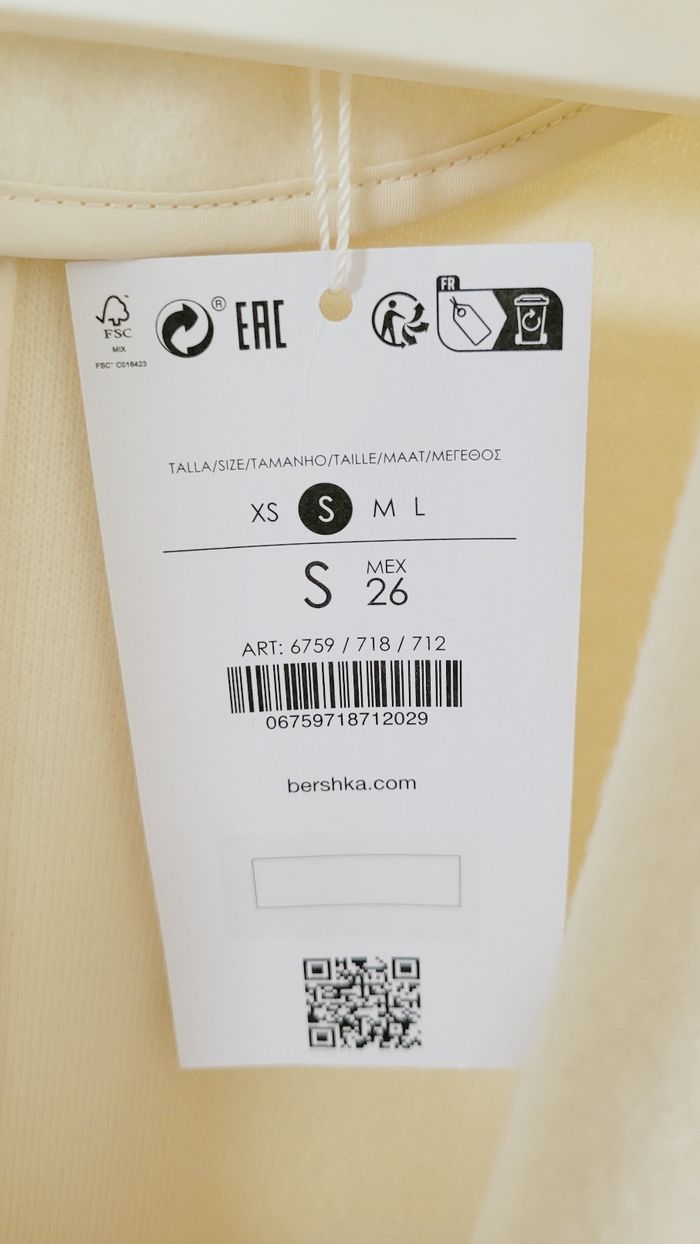 FSC
MIX
FSC™ C016423
®
EAC
FR
TALLA/SIZE/TAMANHO/TAILLE/MAAT/ΜΕΓΕΘΟΣ
XS S M L
S MEX 26
ART: 6759 / 718 / 712
06759718712029
bershka.com